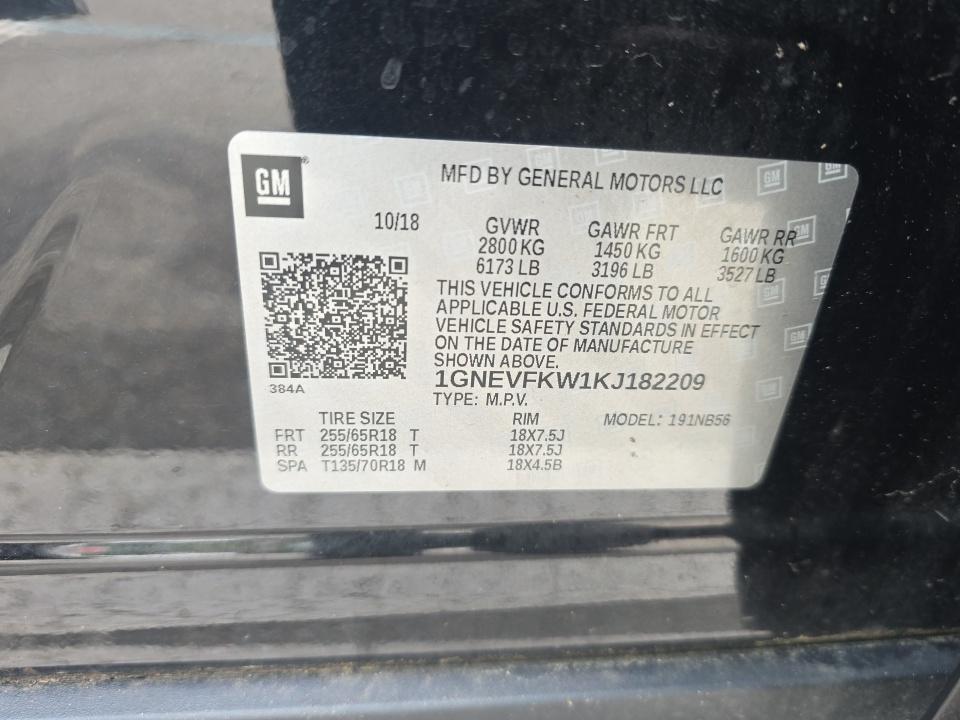 GM
MFD BY GENERAL MOTORS LLC
10/18
GVWR GAWR FRT GAWR RR
2800 KG 1450 KG 1600 KG
6173 LB 3196 LB 3527 LB
THIS VEHICLE CONFORMS TO ALL
APPLICABLE U.S. FEDERAL MOTOR
VEHICLE SAFETY STANDARDS IN EFFECT
ON THE DATE OF MANUFACTURE
SHOWN ABOVE.
384A
1GNEVFKW1KJ182209
TYPE: M.P.V.
TIRE SIZE RIM MODEL: 191NB56
FRT 255/65R18 T 18X7.5J
RR 255/65R18 T 18X7.5J
SPA T135/70R18 M 18X4.5B